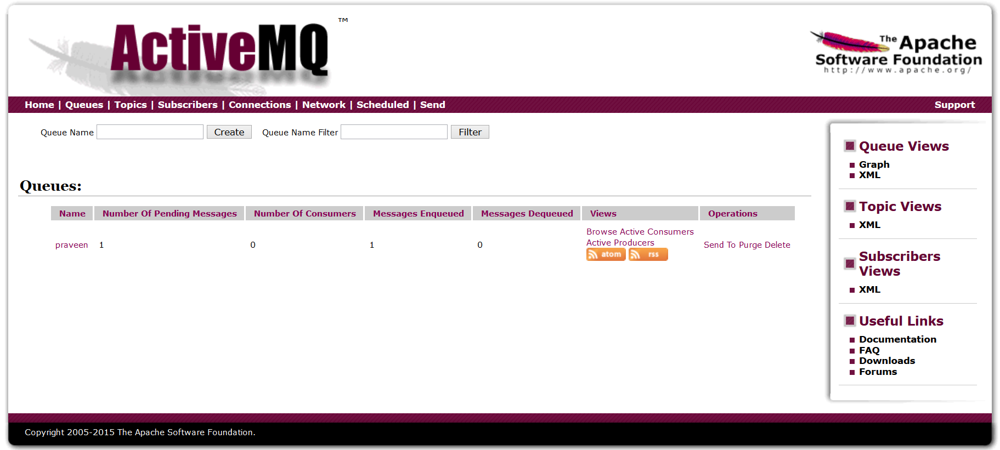 ActiveMQ ™
The Apache
Software Foundation
http://www.apache.org/
Home | Queues | Topics | Subscribers | Connections | Network | Scheduled | Send
Support
Queue Name Create Queue Name Filter Filter
Queues:
Name Number Of Pending Messages Number Of Consumers Messages Enqueued Messages Dequeued Views Operations
praveen 1 0 1 0 Browse Active Consumers
Active Producers
atom rss
Send To Purge Delete
Queue Views
Graph
XML
Topic Views
XML
Subscribers
Views
XML
Useful Links
Documentation
FAQ
Downloads
Forums
Copyright 2005-2015 The Apache Software Foundation.